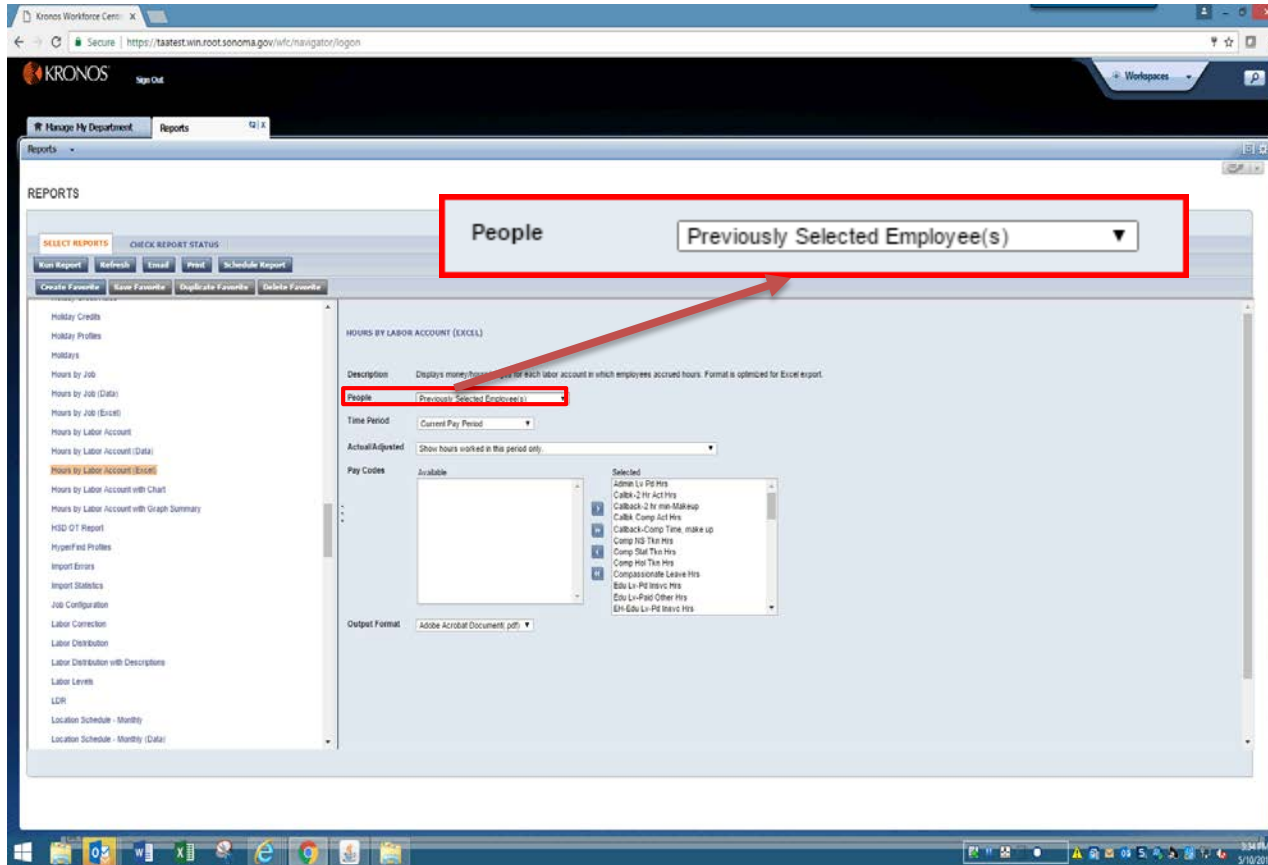 Kronos Workforce Cent
Secure | https://taatest.win.root.sonoma.gov/wfc/navigator/logon
KRONOS Sign Out
Workspaces
Manage My Department Reports
Reports
REPORTS
People Previously Selected Employee(s)
SELECT REPORTS CHECK REPORT STATUS
Run Report Refresh Email Print Schedule Report
Create Favorite Save Favorite Duplicate Favorite Delete Favorite
Holiday Credits
Holiday Profiles
Holidays
Hours by Job
Hours by Job (Data)
Hours by Job (Excel)
Hours by Labor Account
Hours by Labor Account (Data)
Hours by Labor Account (Excel)
Hours by Labor Account with Chart
Hours by Labor Account with Graph Summary
HSD OT Report
HyperFind Profiles
Import Errors
Import Statistics
Job Configuration
Labor Correction
Labor Distribution
Labor Distribution with Descriptions
Labor Levels
LDR
Location Schedule - Monthly
Location Schedule - Monthly (Data)
HOURS BY LABOR ACCOUNT (EXCEL)
Description Displays money/hours for each labor account in which employees accrued hours. Format is optimized for Excel export.
People Previously Selected Employee(s)
Time Period Current Pay Period
Actual/Adjusted Show hours worked in this period only.
Pay Codes Available Selected
Admin Lv Pd Hrs
Callbk-2 Hr Act Hrs
Callback-2 hr min-Makeup
Callbk Comp Act Hrs
Callback-Comp Time, make up
Comp NS Tkn Hrs
Comp Stat Tkn Hrs
Comp Hol Tkn Hrs
Compassionate Leave Hrs
Edu Lv-Pd Insvc Hrs
Edu Lv-Paid Other Hrs
EH-Edu Lv-Pd Insvc Hrs
Output Format Adobe Acrobat Document(.pdf)
3:34 PM